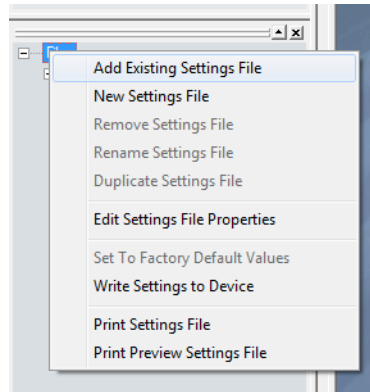 Add Existing Settings File
New Settings File
Remove Settings File
Rename Settings File
Duplicate Settings File
Edit Settings File Properties
Set To Factory Default Values
Write Settings to Device
Print Settings File
Print Preview Settings File